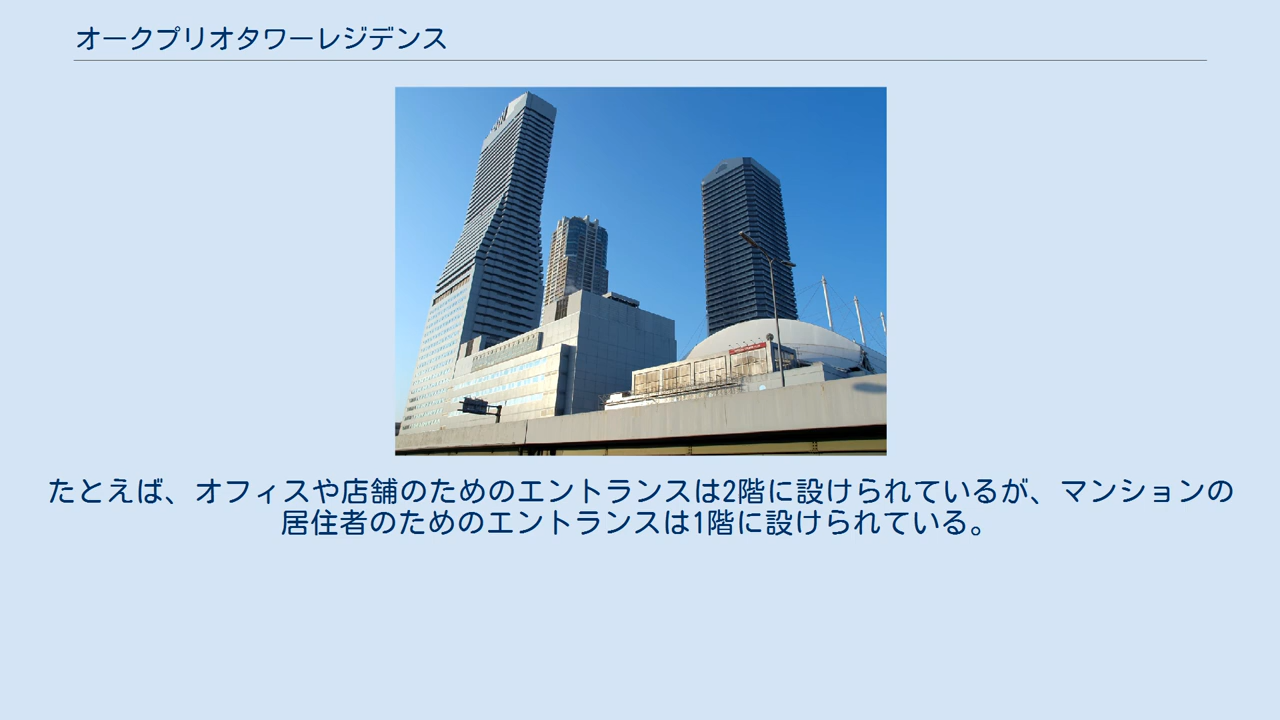 オークプリオタワーレジデンス
たとえば、オフィスや店舗のためのエントランスは2階に設けられているが、マンションの
居住者のためのエントランスは1階に設けられている。